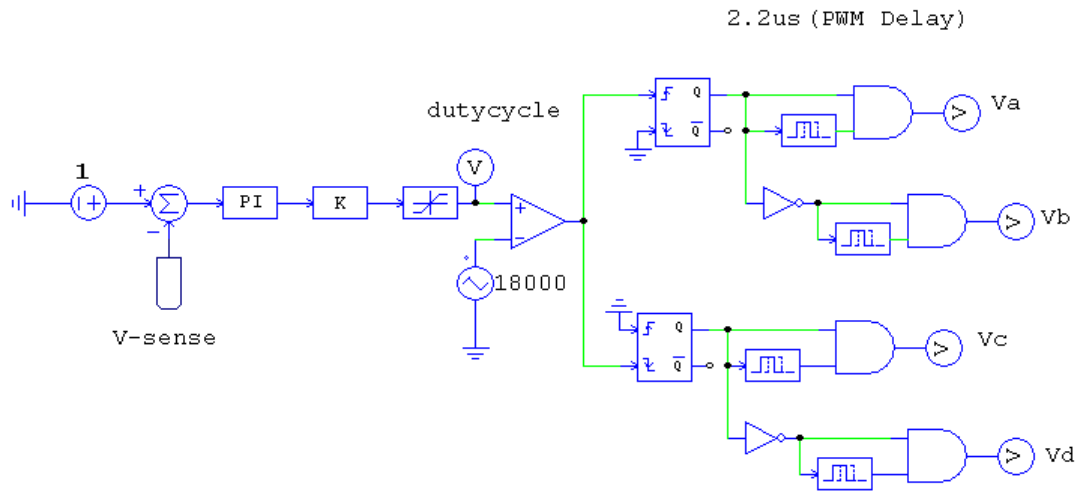 2.2us (PWM Delay)
dutycycle
Q
Q
Va
1
+
-
Σ
PI
K
V
+
-
V
Vb
V
18000
V-sense
Q
Q
Vc
V
Vd
V